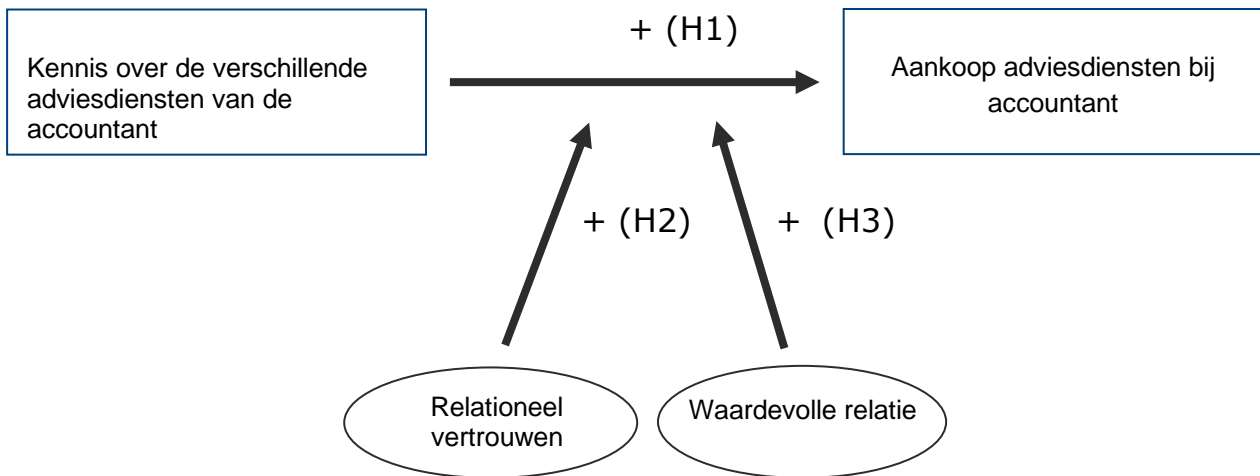 + (H1)
Kennis over de verschillende
adviesdiensten van de
accountant
Aankoop adviesdiensten bij
accountant
+ (H2)
+ (H3)
Relationeel
vertrouwen
Waardevolle relatie